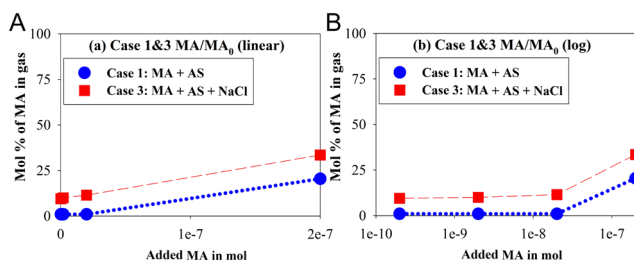 A
(a) Case 1&3 MA/MA0 (linear)
Case 1: MA + AS
Case 3: MA + AS + NaCl
Mol % of MA in gas
100
75
50
25
0
0
1e-7
2e-7
Added MA in mol
B
(b) Case 1&3 MA/MA0 (log)
Case 1: MA + AS
Case 3: MA + AS + NaCl
Mol % of MA in gas
100
75
50
25
0
1e-10
1e-9
1e-8
1e-7
Added MA in mol